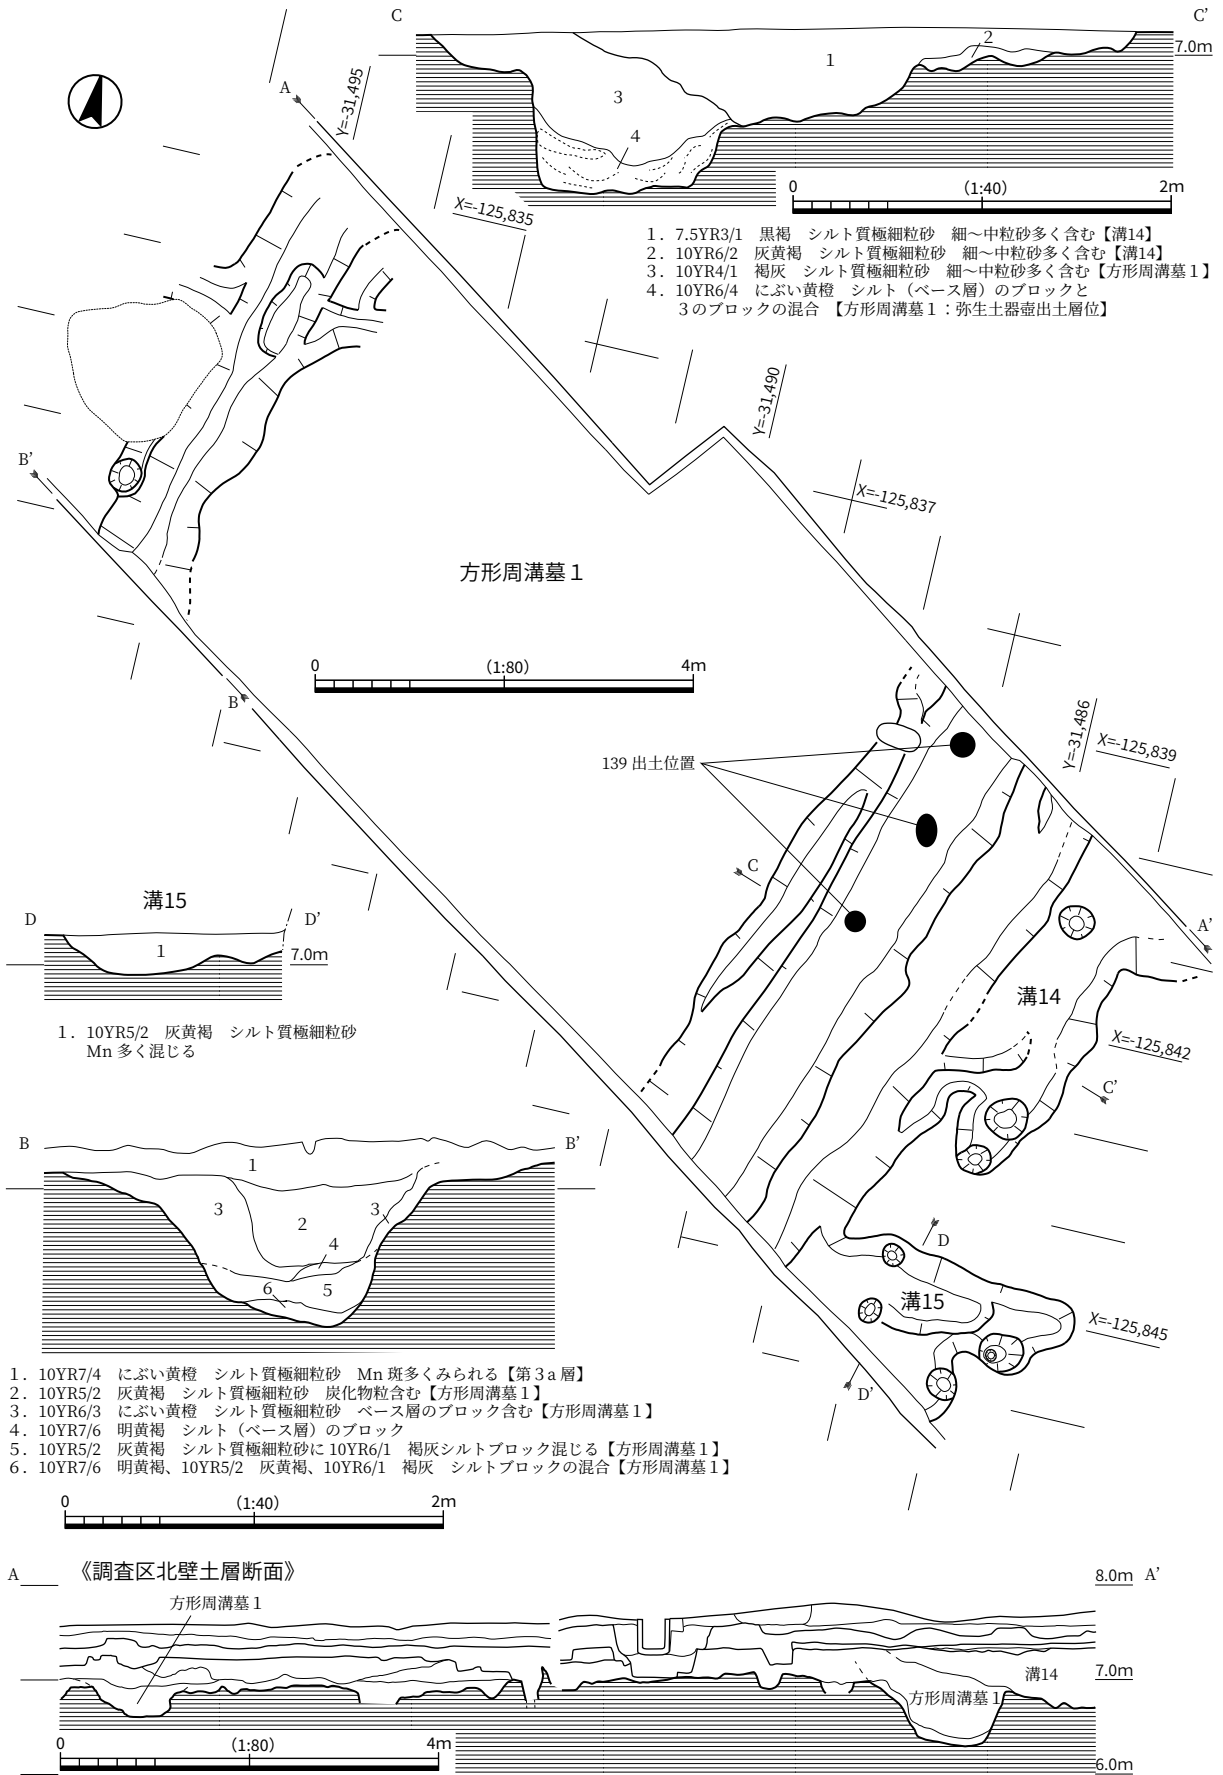 C
C’
7.0m
1
2
3
4
0
（1:40）
2m
１．7.5YR3/1　黒褐　シルト質極細粒砂　細～中粒砂多く含む【溝14】
２．10YR6/2　灰黄褐　シルト質極細粒砂　細～中粒砂多く含む【溝14】
３．10YR4/1　褐灰　シルト質極細粒砂　細～中粒砂多く含む【方形周溝墓１】
４．10YR6/4　にぶい黄橙　シルト（ベース層）のブロックと
３のブロックの混合　【方形周溝墓１：弥生土器壺出土層位】
A
Y=-31,495
X=-125,835
Y=-31,490
X=-125,837
B’
方形周溝墓１
0
（1:80）
4m
B
139 出土位置
Y=-31,486
X=-125,839
C
A’
溝14
X=-125,842
C’
D
溝15
X=-125,845
D’
溝15
D
D’
1
7.0m
１．10YR5/2　灰黄褐　シルト質極細粒砂
Mn 多く混じる
B
B’
1
3
2
3
4
6
5
１．10YR7/4　にぶい黄橙　シルト質極細粒砂　Mn 斑多くみられる【第３a 層】
２．10YR5/2　灰黄褐　シルト質極細粒砂　炭化物粒含む【方形周溝墓１】
３．10YR6/3　にぶい黄橙　シルト質極細粒砂　ベース層のブロック含む【方形周溝墓１】
４．10YR7/6　明黄褐　シルト（ベース層）のブロック
５．10YR5/2　灰黄褐　シルト質極細粒砂に 10YR6/1　褐灰シルトブロック混じる【方形周溝墓１】
６．10YR7/6　明黄褐、10YR5/2　灰黄褐、10YR6/1　褐灰　シルトブロックの混合【方形周溝墓１】
0
（1:40）
2m
A
《調査区北壁土層断面》
8.0m
A’
方形周溝墓１
溝14
7.0m
方形周溝墓１
0
（1:80）
4m
6.0m